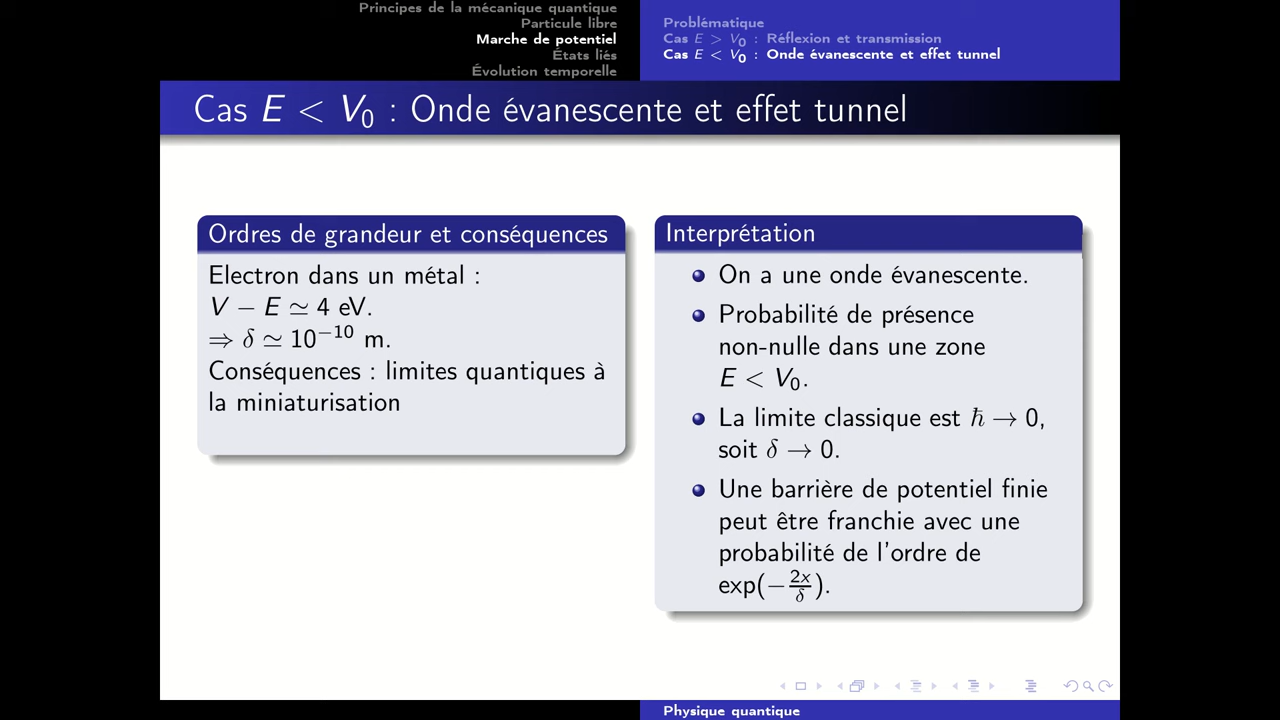 Principes de la mécanique quantique
Particule libre
Marche de potentiel
États liés
Évolution temporelle
Problématique
Cas E > V₀ : Réflexion et transmission
Cas E < V₀ : Onde évanescente et effet tunnel
Cas E < V₀ : Onde évanescente et effet tunnel
Ordres de grandeur et conséquences
Electron dans un métal :
V − E ≃ 4 eV.
⇒ δ ≃ 10⁻¹⁰ m.
Conséquences : limites quantiques à
la miniaturisation
Interprétation
On a une onde évanescente.
Probabilité de présence
non-nulle dans une zone
E < V₀.
La limite classique est ℏ → 0,
soit δ → 0.
Une barrière de potentiel finie
peut être franchie avec une
probabilité de l'ordre de
exp(−2x/δ).
Physique quantique